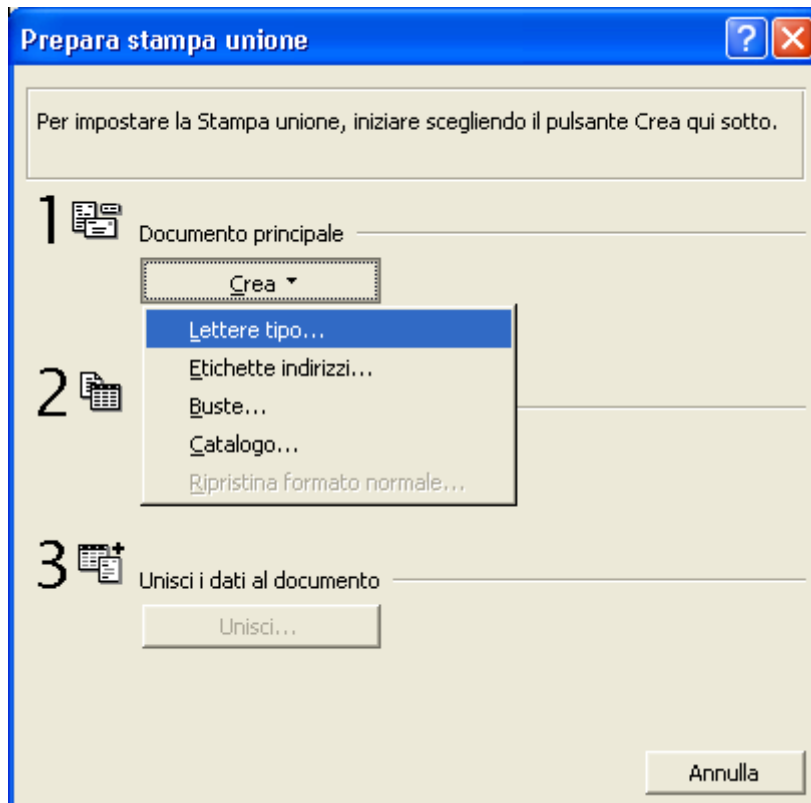 Prepara stampa unione
Per impostare la Stampa unione, iniziare scegliendo il pulsante Crea qui sotto.
1 Documento principale
Crea
Lettere tipo...
Etichette indirizzi...
Buste...
Catalogo...
Ripristina formato normale...
2
3 Unisci i dati al documento
Unisci...
Annulla